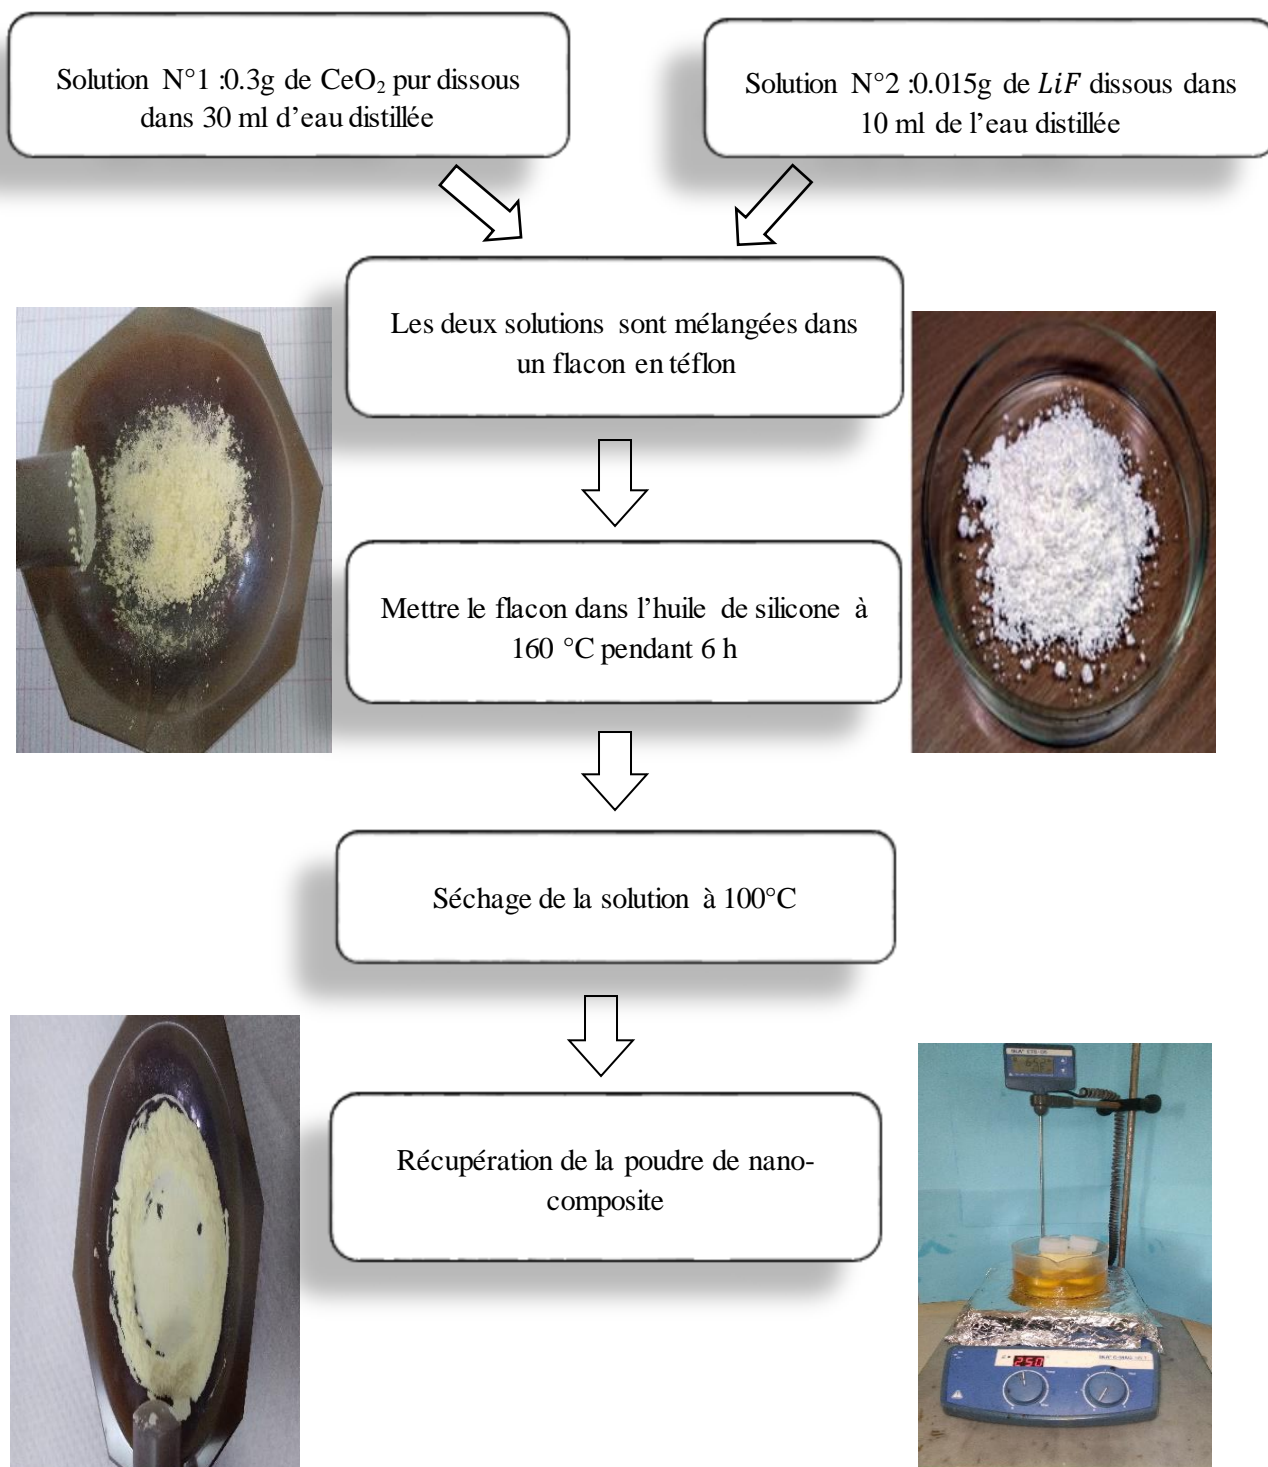 Solution N°1 :0.3g de CeO₂ pur dissous
dans 30 ml d’eau distillée
Solution N°2 :0.015g de LiF dissous dans
10 ml de l’eau distillée
Les deux solutions sont mélangées dans
un flacon en téflon
Mettre le flacon dans l’huile de silicone à
160 °C pendant 6 h
Séchage de la solution à 100°C
Récupération de la poudre de nano-
composite
250